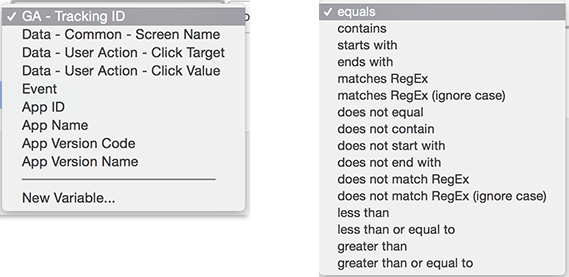 ✓ GA - Tracking ID
Data - Common - Screen Name
Data - User Action - Click Target
Data - User Action - Click Value
Event
App ID
App Name
App Version Code
App Version Name
New Variable...
✓ equals
contains
starts with
ends with
matches RegEx
matches RegEx (ignore case)
does not equal
does not contain
does not start with
does not end with
does not match RegEx
does not match RegEx (ignore case)
less than
less than or equal to
greater than
greater than or equal to